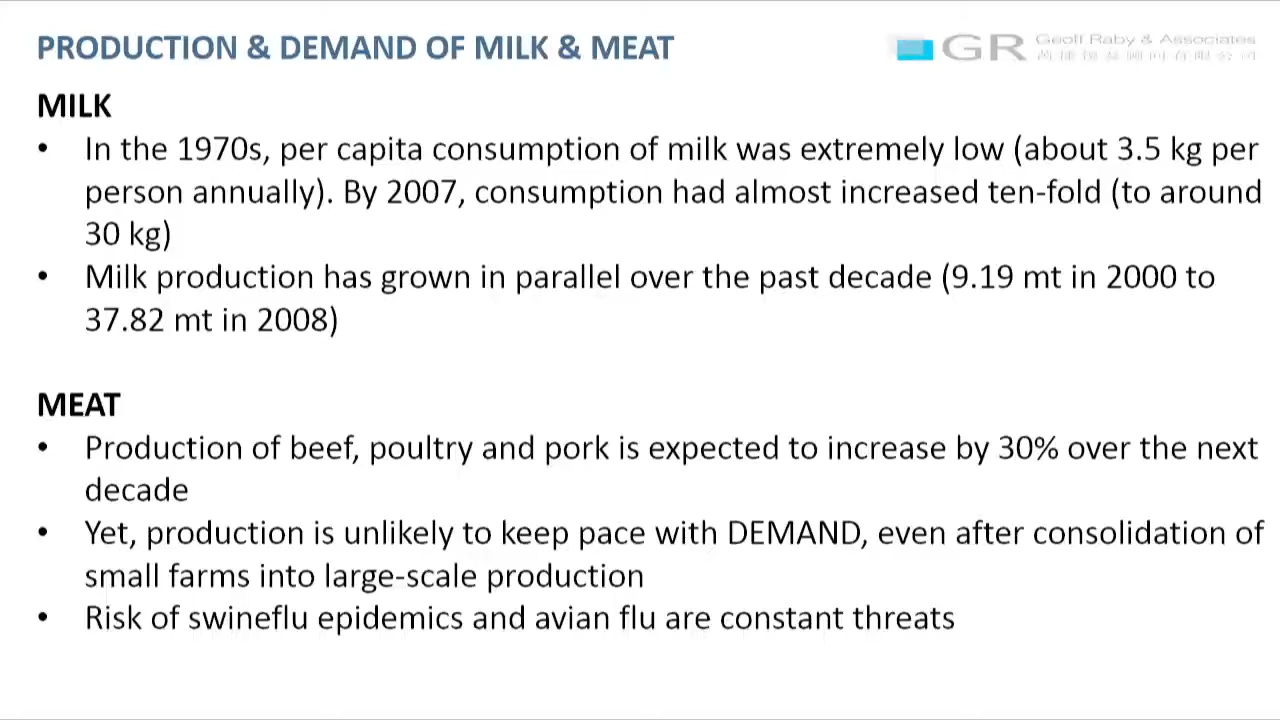 PRODUCTION & DEMAND OF MILK & MEAT
GR Geoff Raby & Associates
MILK
• In the 1970s, per capita consumption of milk was extremely low (about 3.5 kg per
person annually). By 2007, consumption had almost increased ten-fold (to around
30 kg)
• Milk production has grown in parallel over the past decade (9.19 mt in 2000 to
37.82 mt in 2008)
MEAT
• Production of beef, poultry and pork is expected to increase by 30% over the next
decade
• Yet, production is unlikely to keep pace with DEMAND, even after consolidation of
small farms into large-scale production
• Risk of swineflu epidemics and avian flu are constant threats